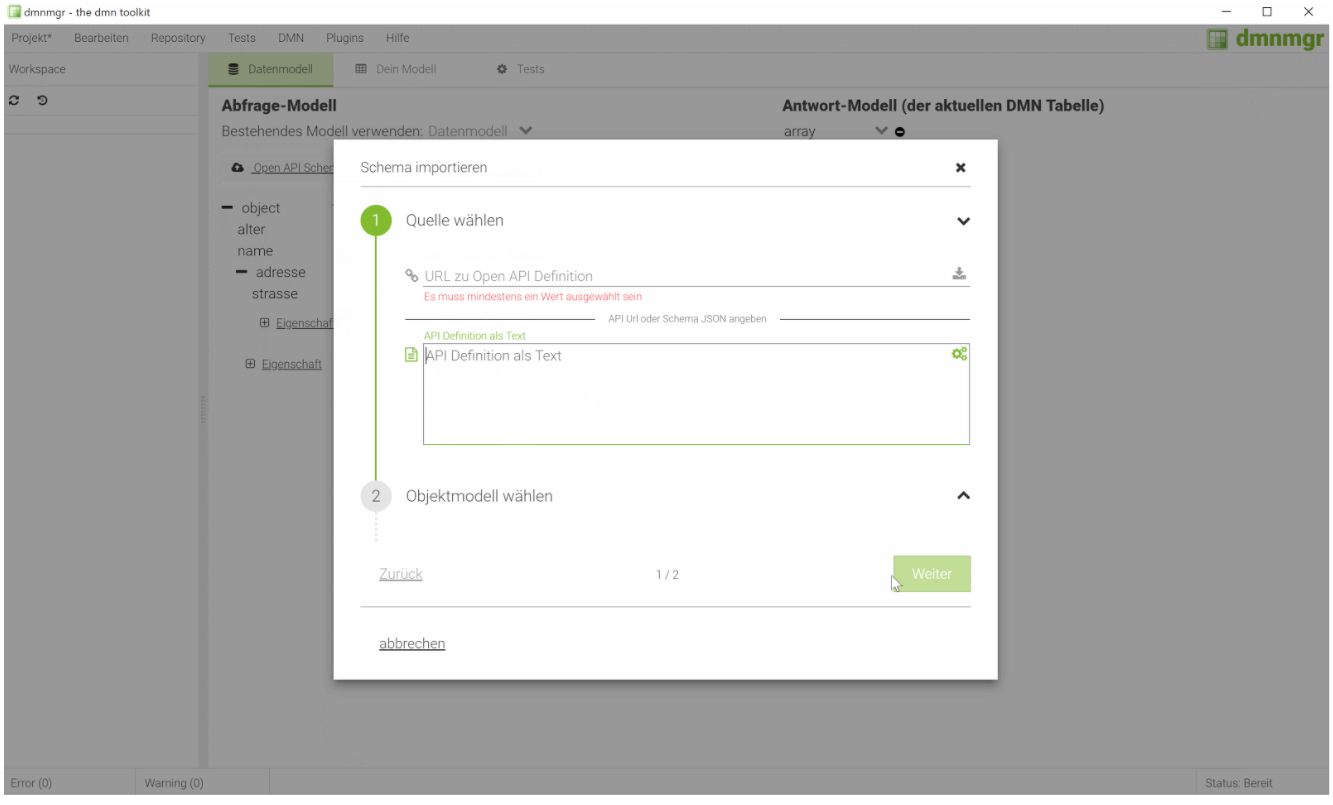 dmnmgr - the dmn toolkit
Projekt* Bearbeiten Repository Tests DMN Plugins Hilfe
dmnmgr
Workspace
Datenmodell Dein Modell Tests
Abfrage-Modell
Antwort-Modell (der aktuellen DMN Tabelle)
Bestehendes Modell verwenden: Datenmodell
array
Open API Scher
object
alter
name
adresse
strasse
Eigenschaf
Eigenschaft
Schema importieren
1 Quelle wählen
URL zu Open API Definition
Es muss mindestens ein Wert ausgewählt sein
API Url oder Schema JSON angeben
API Definition als Text
API Definition als Text
2 Objektmodell wählen
Zurück 1 / 2 Weiter
abbrechen
Error (0) Warning (0) Status: Bereit